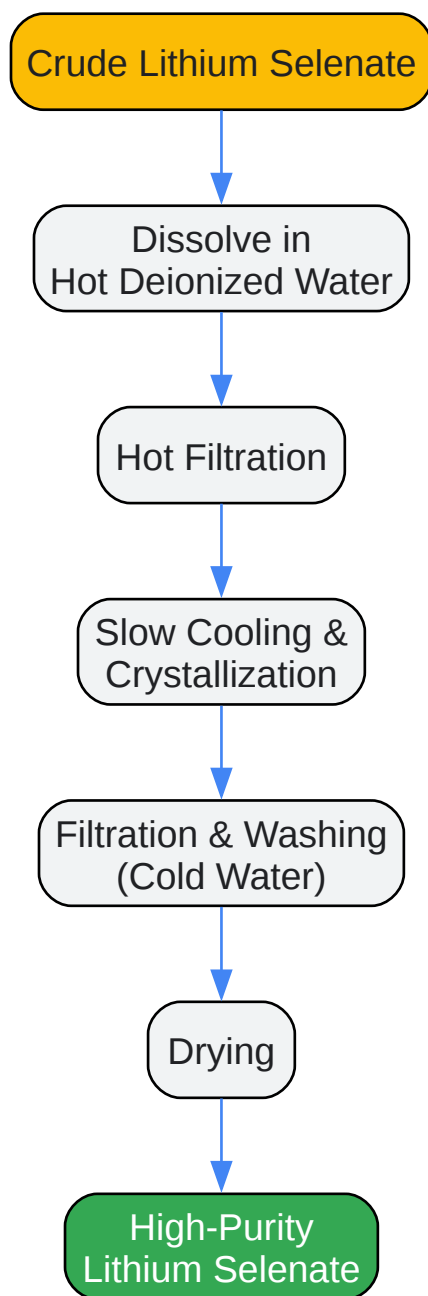 Crude Lithium Selenate
Dissolve in
Hot Deionized Water
Hot Filtration
Slow Cooling &
Crystallization
Filtration & Washing
(Cold Water)
Drying
High-Purity
Lithium Selenate